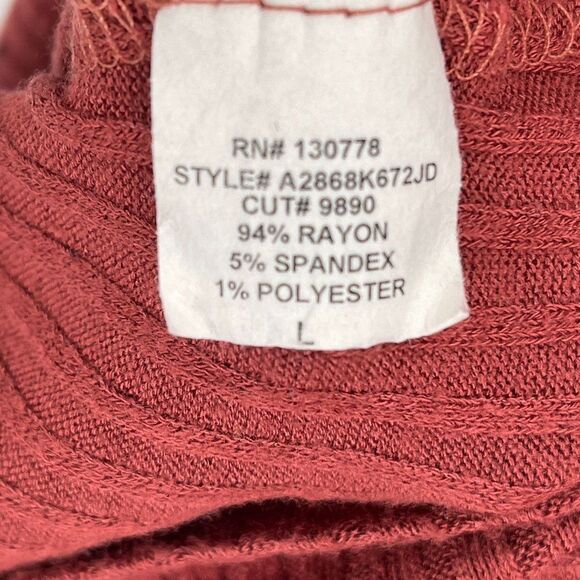 RN# 130778
STYLE# A2868K672JD
CUT# 9890
94% RAYON
5% SPANDEX
1% POLYESTER
L